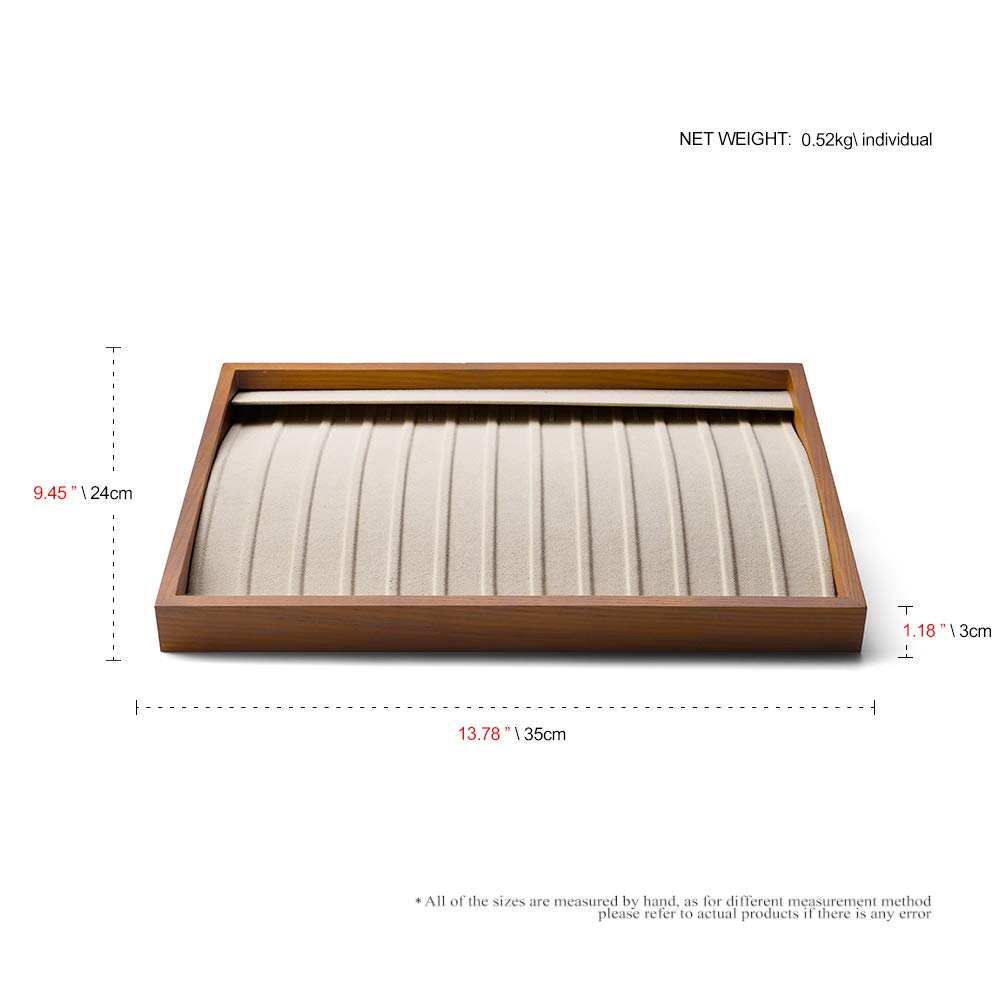 NET WEIGHT: 0.52kg\ individual
9.45 ” \ 24cm
1.18 ” \ 3cm
13.78 ” \ 35cm
* All of the sizes are measured by hand, as for different measurement method
please refer to actual products if there is any error